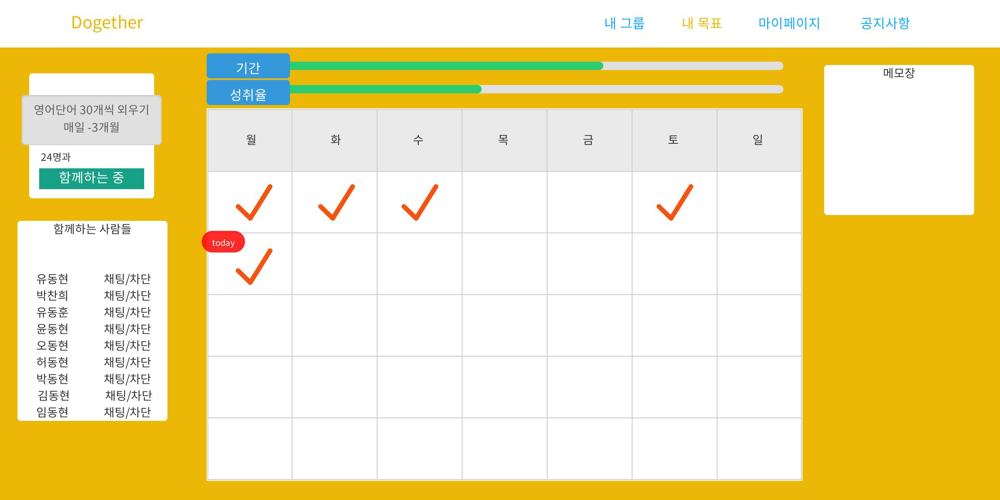 Dogether
내 그룹
내 목표
마이페이지
공지사항
영어단어 30개씩 외우기
매일 -3개월
24명과
함께하는 중
함께하는 사람들
유동현 채팅/차단
박찬희 채팅/차단
유동훈 채팅/차단
윤동현 채팅/차단
오동현 채팅/차단
허동현 채팅/차단
박동현 채팅/차단
김동현 채팅/차단
임동현 채팅/차단
기간
성취율
월 화 수 목 금 토 일
today
메모장